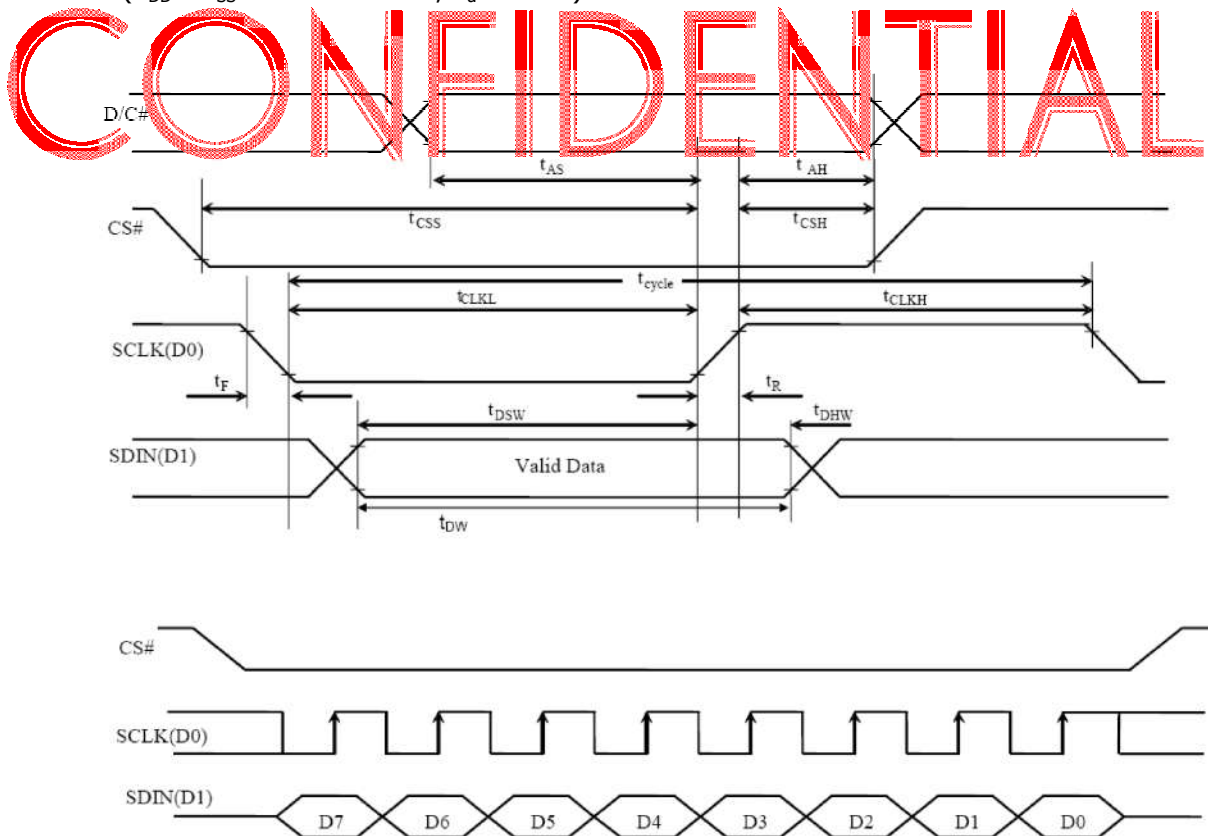 CONFIDENTIAL
D/C#
tAS
tAH
CS#
tCSS
tCSH
tcycle
tCLKL
tCLKH
SCLK(D0)
tF
tR
tDSW
tDHW
SDIN(D1)
Valid Data
tDW
CS#
SCLK(D0)
SDIN(D1)
D7 D6 D5 D4 D3 D2 D1 D0